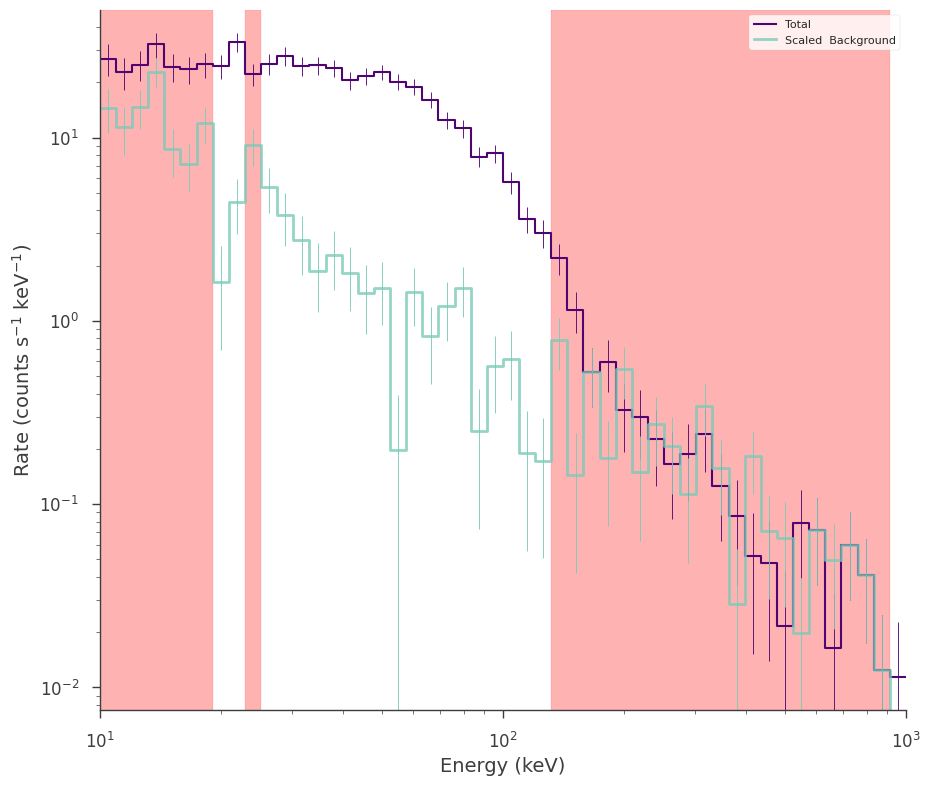 Total
Scaled  Background
Rate (counts s⁻¹ keV⁻¹)
10¹
10⁰
10⁻¹
10⁻²
10¹ 10² 10³
Energy (keV)